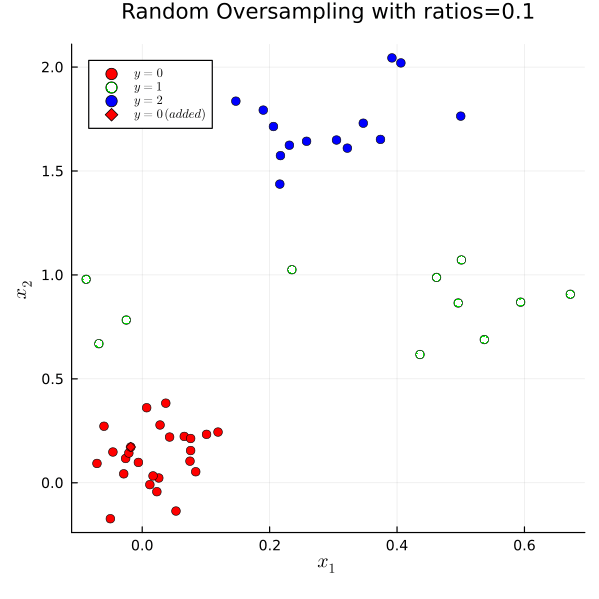 Random Oversampling with ratios=0.1
y = 0
y = 1
y = 2
y = 0 (added)
2.0
1.5
1.0
0.5
0.0
x₂
0.0 0.2 0.4 0.6
x₁